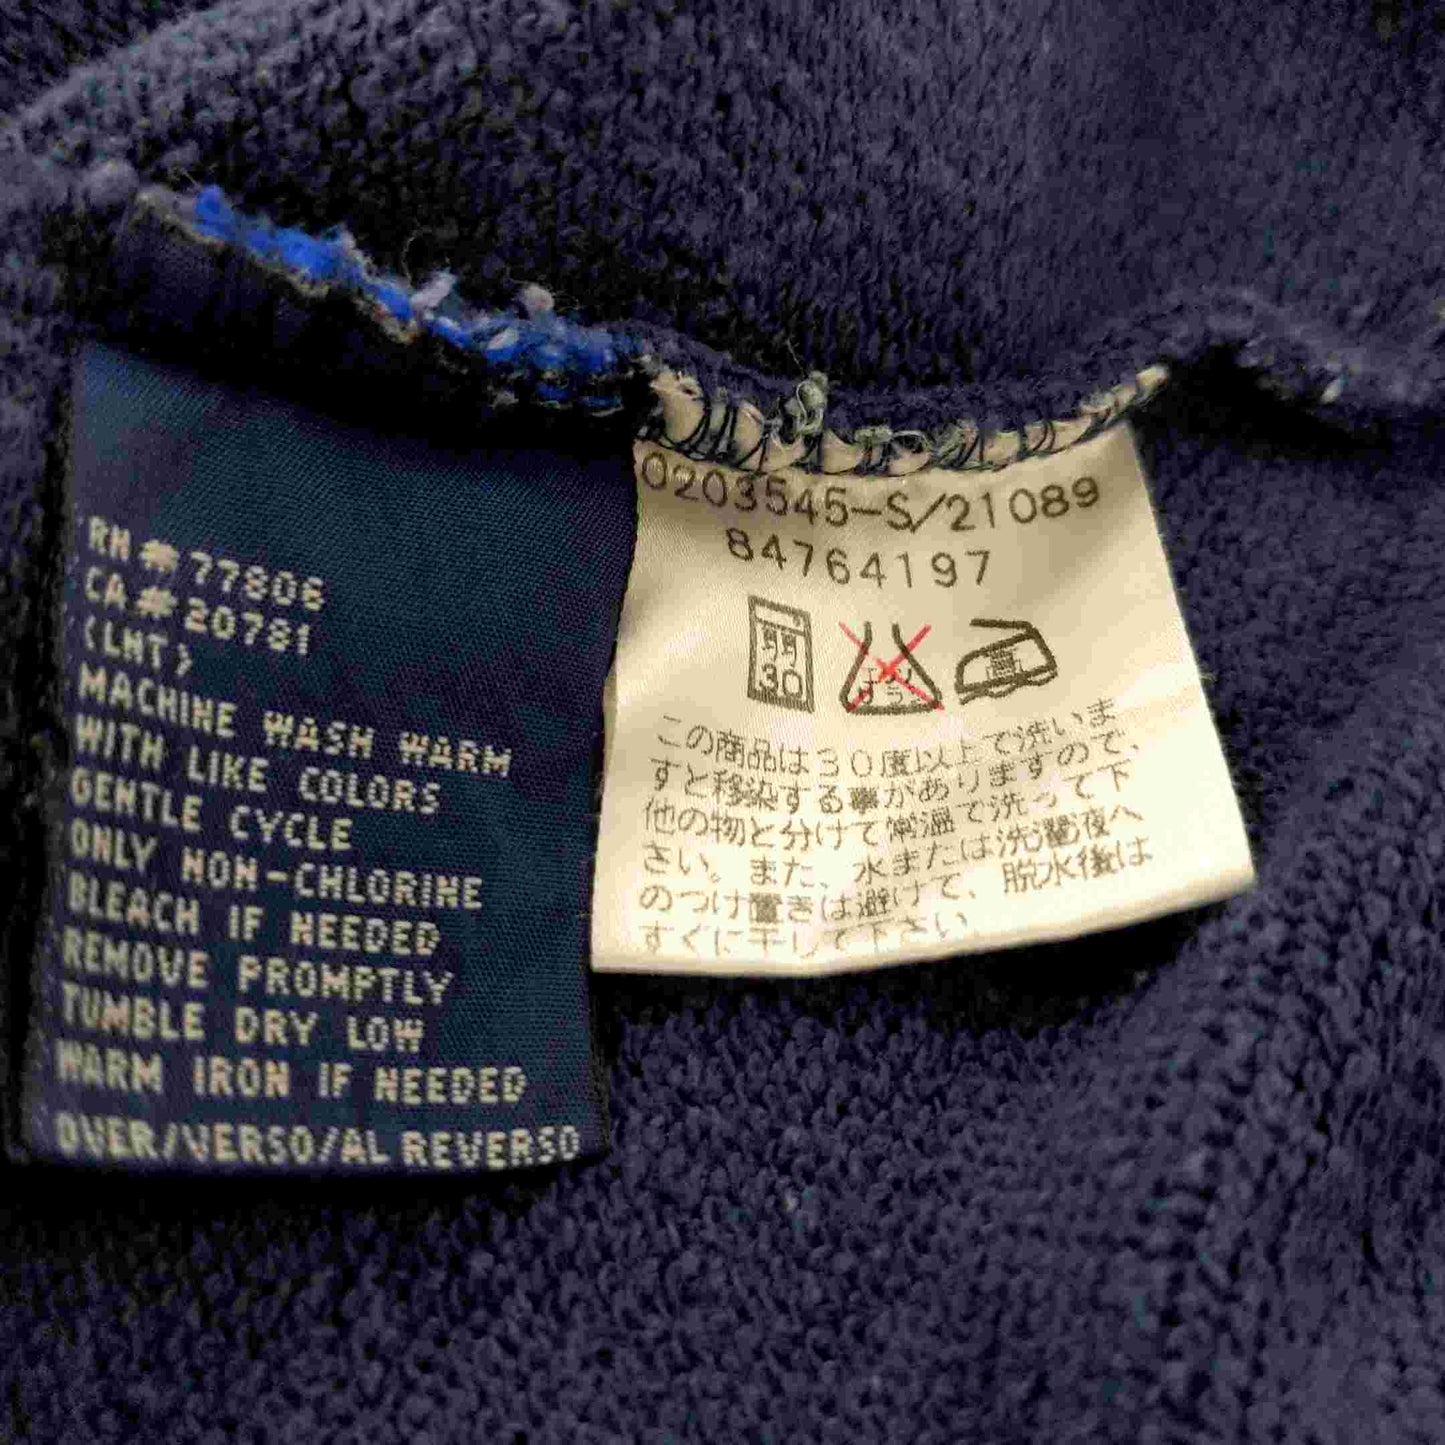 RN # 77806
CA # 20781
(LHT)
MACHINE WASH WARM
WITH LIKE COLORS
GENTLE CYCLE
ONLY NON-CHLORINE
BLEACH IF NEEDED
REMOVE PROMPTLY
TUMBLE DRY LOW
WARM IRON IF NEEDED
OVER/VERSO/AL REVERSO
0203545-S/21089
84764197
弱
30
この商品は30度以上で洗いま
すと移染する事がありますので、
他の物と分けて常温で洗って下
さい。また、水または洗濯液へ
のつけ置きは避けて、脱水後は
すぐに干して下さい。